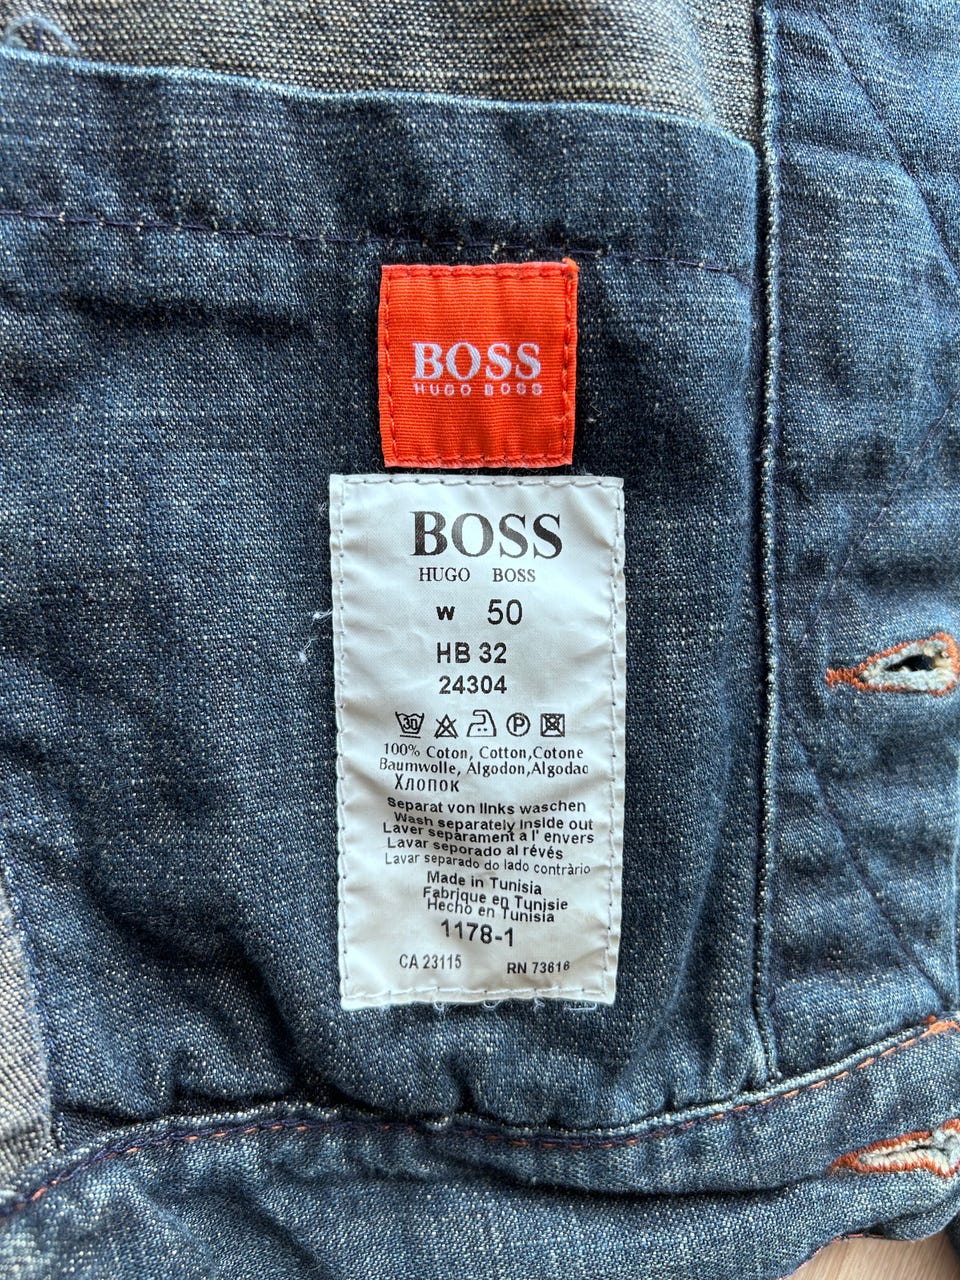 BOSS
HUGO BOSS
BOSS
HUGO BOSS
W 50
HB 32
24304
30 P
100% Coton, Cotton,Cotone
Baumwolle, Algodon,Algodao
Хлопок
Separat von links waschen
Wash separately Inside out
Laver séparament a l' envers
Lavar seporado al révés
Lavar separado do lado contràrio
Made in Tunisia
Fabrique en Tunisie
Hecho en Tunisia
1178-1
CA 23115 RN 73616